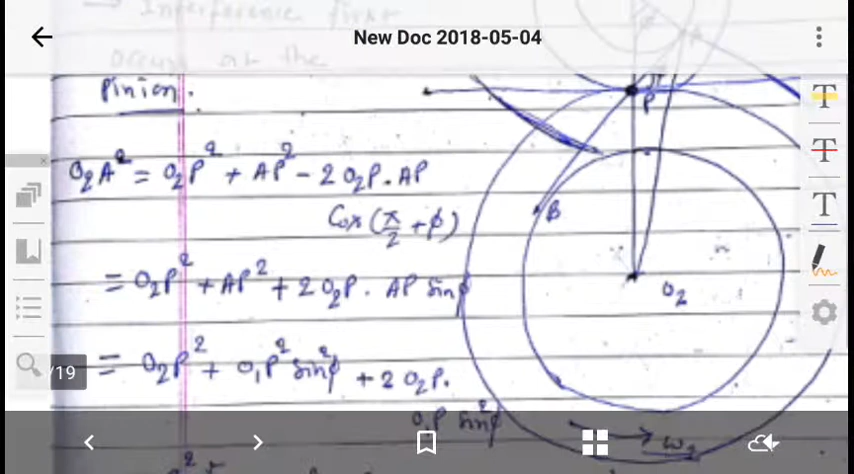 New Doc 2018-05-04
→ Interference first
occurs at the
Pinion.
P
O₂A² = O₂P² + AP² - 2 O₂P. AP
Cos (π/2 + φ)
B
= O₂P² + AP² + 2 O₂P. AP sinφ
O₂
/19
= O₂P² + O₁P² sin²φ + 2 O₂P.
O₁P sin²φ
ω₂